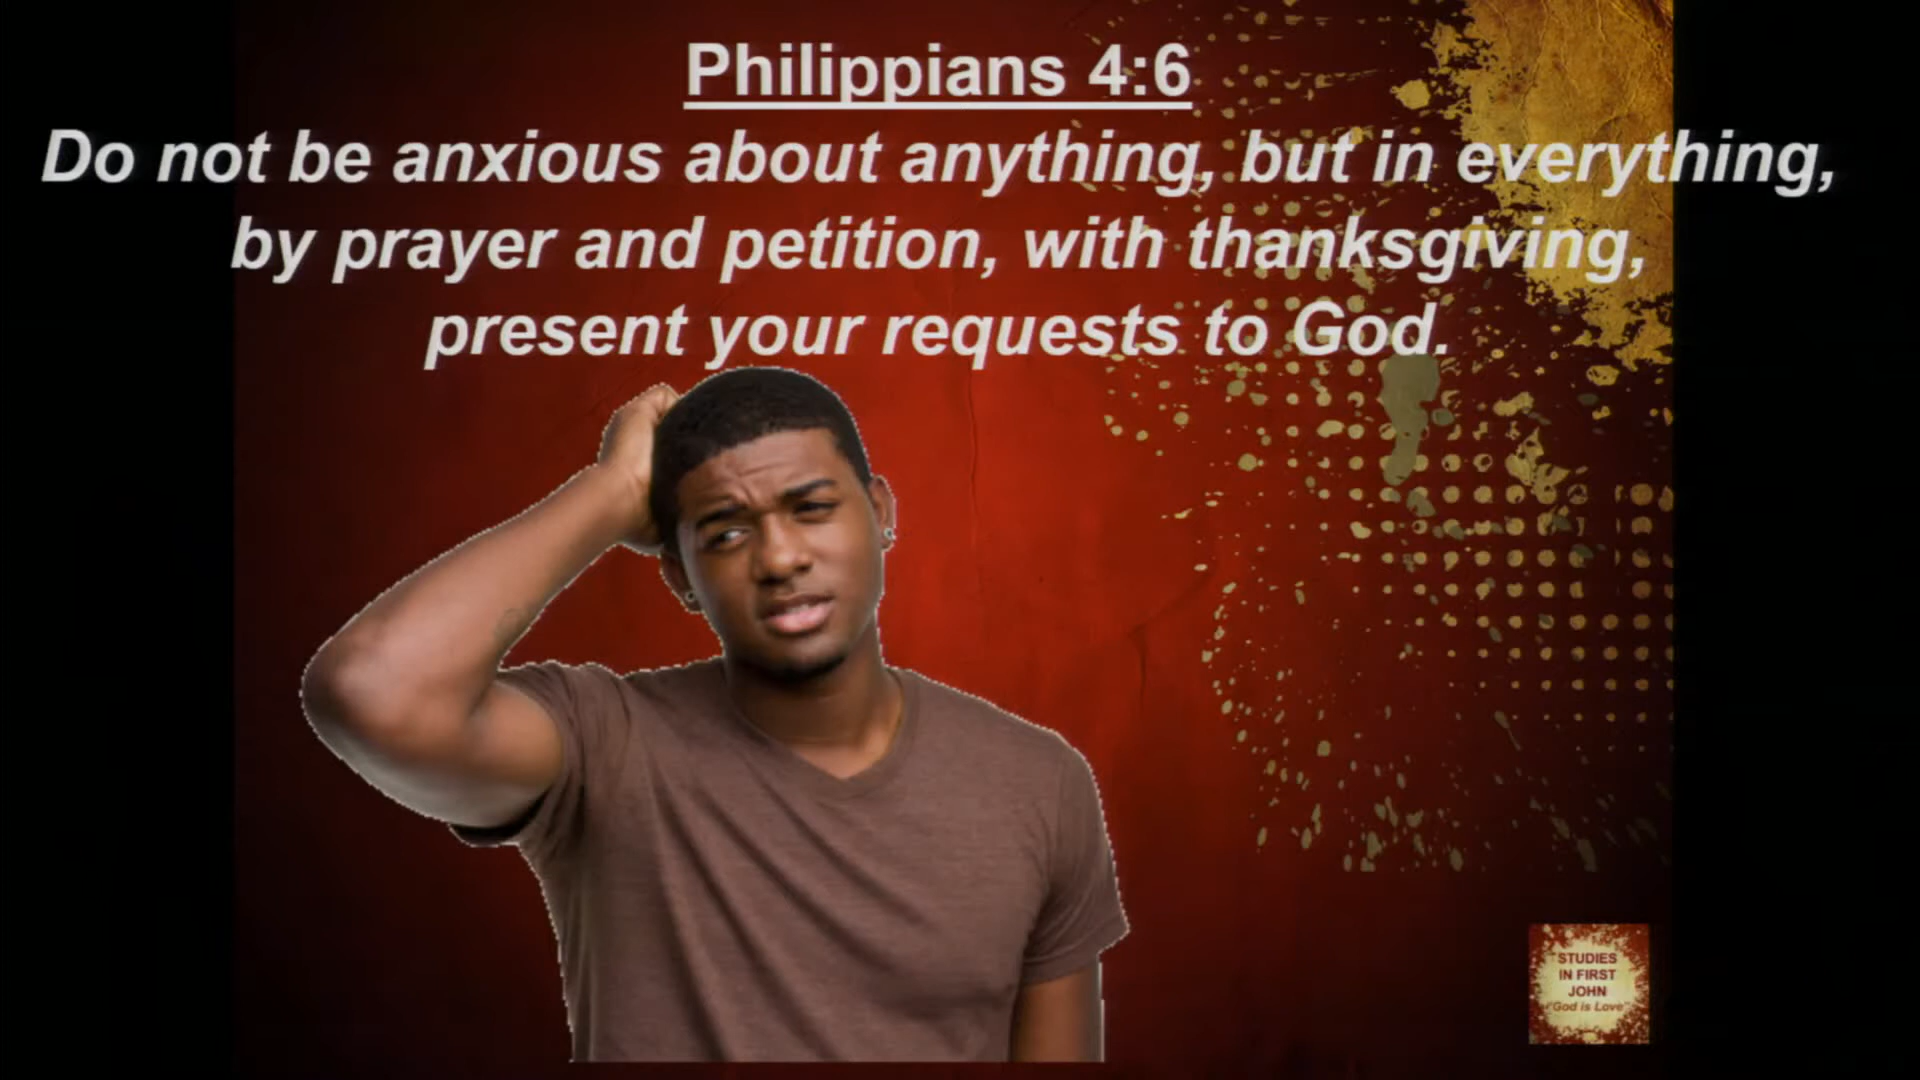 Philippians 4:6
Do not be anxious about anything, but in everything,
by prayer and petition, with thanksgiving,
present your requests to God.
STUDIES
IN FIRST
JOHN
"God is Love"